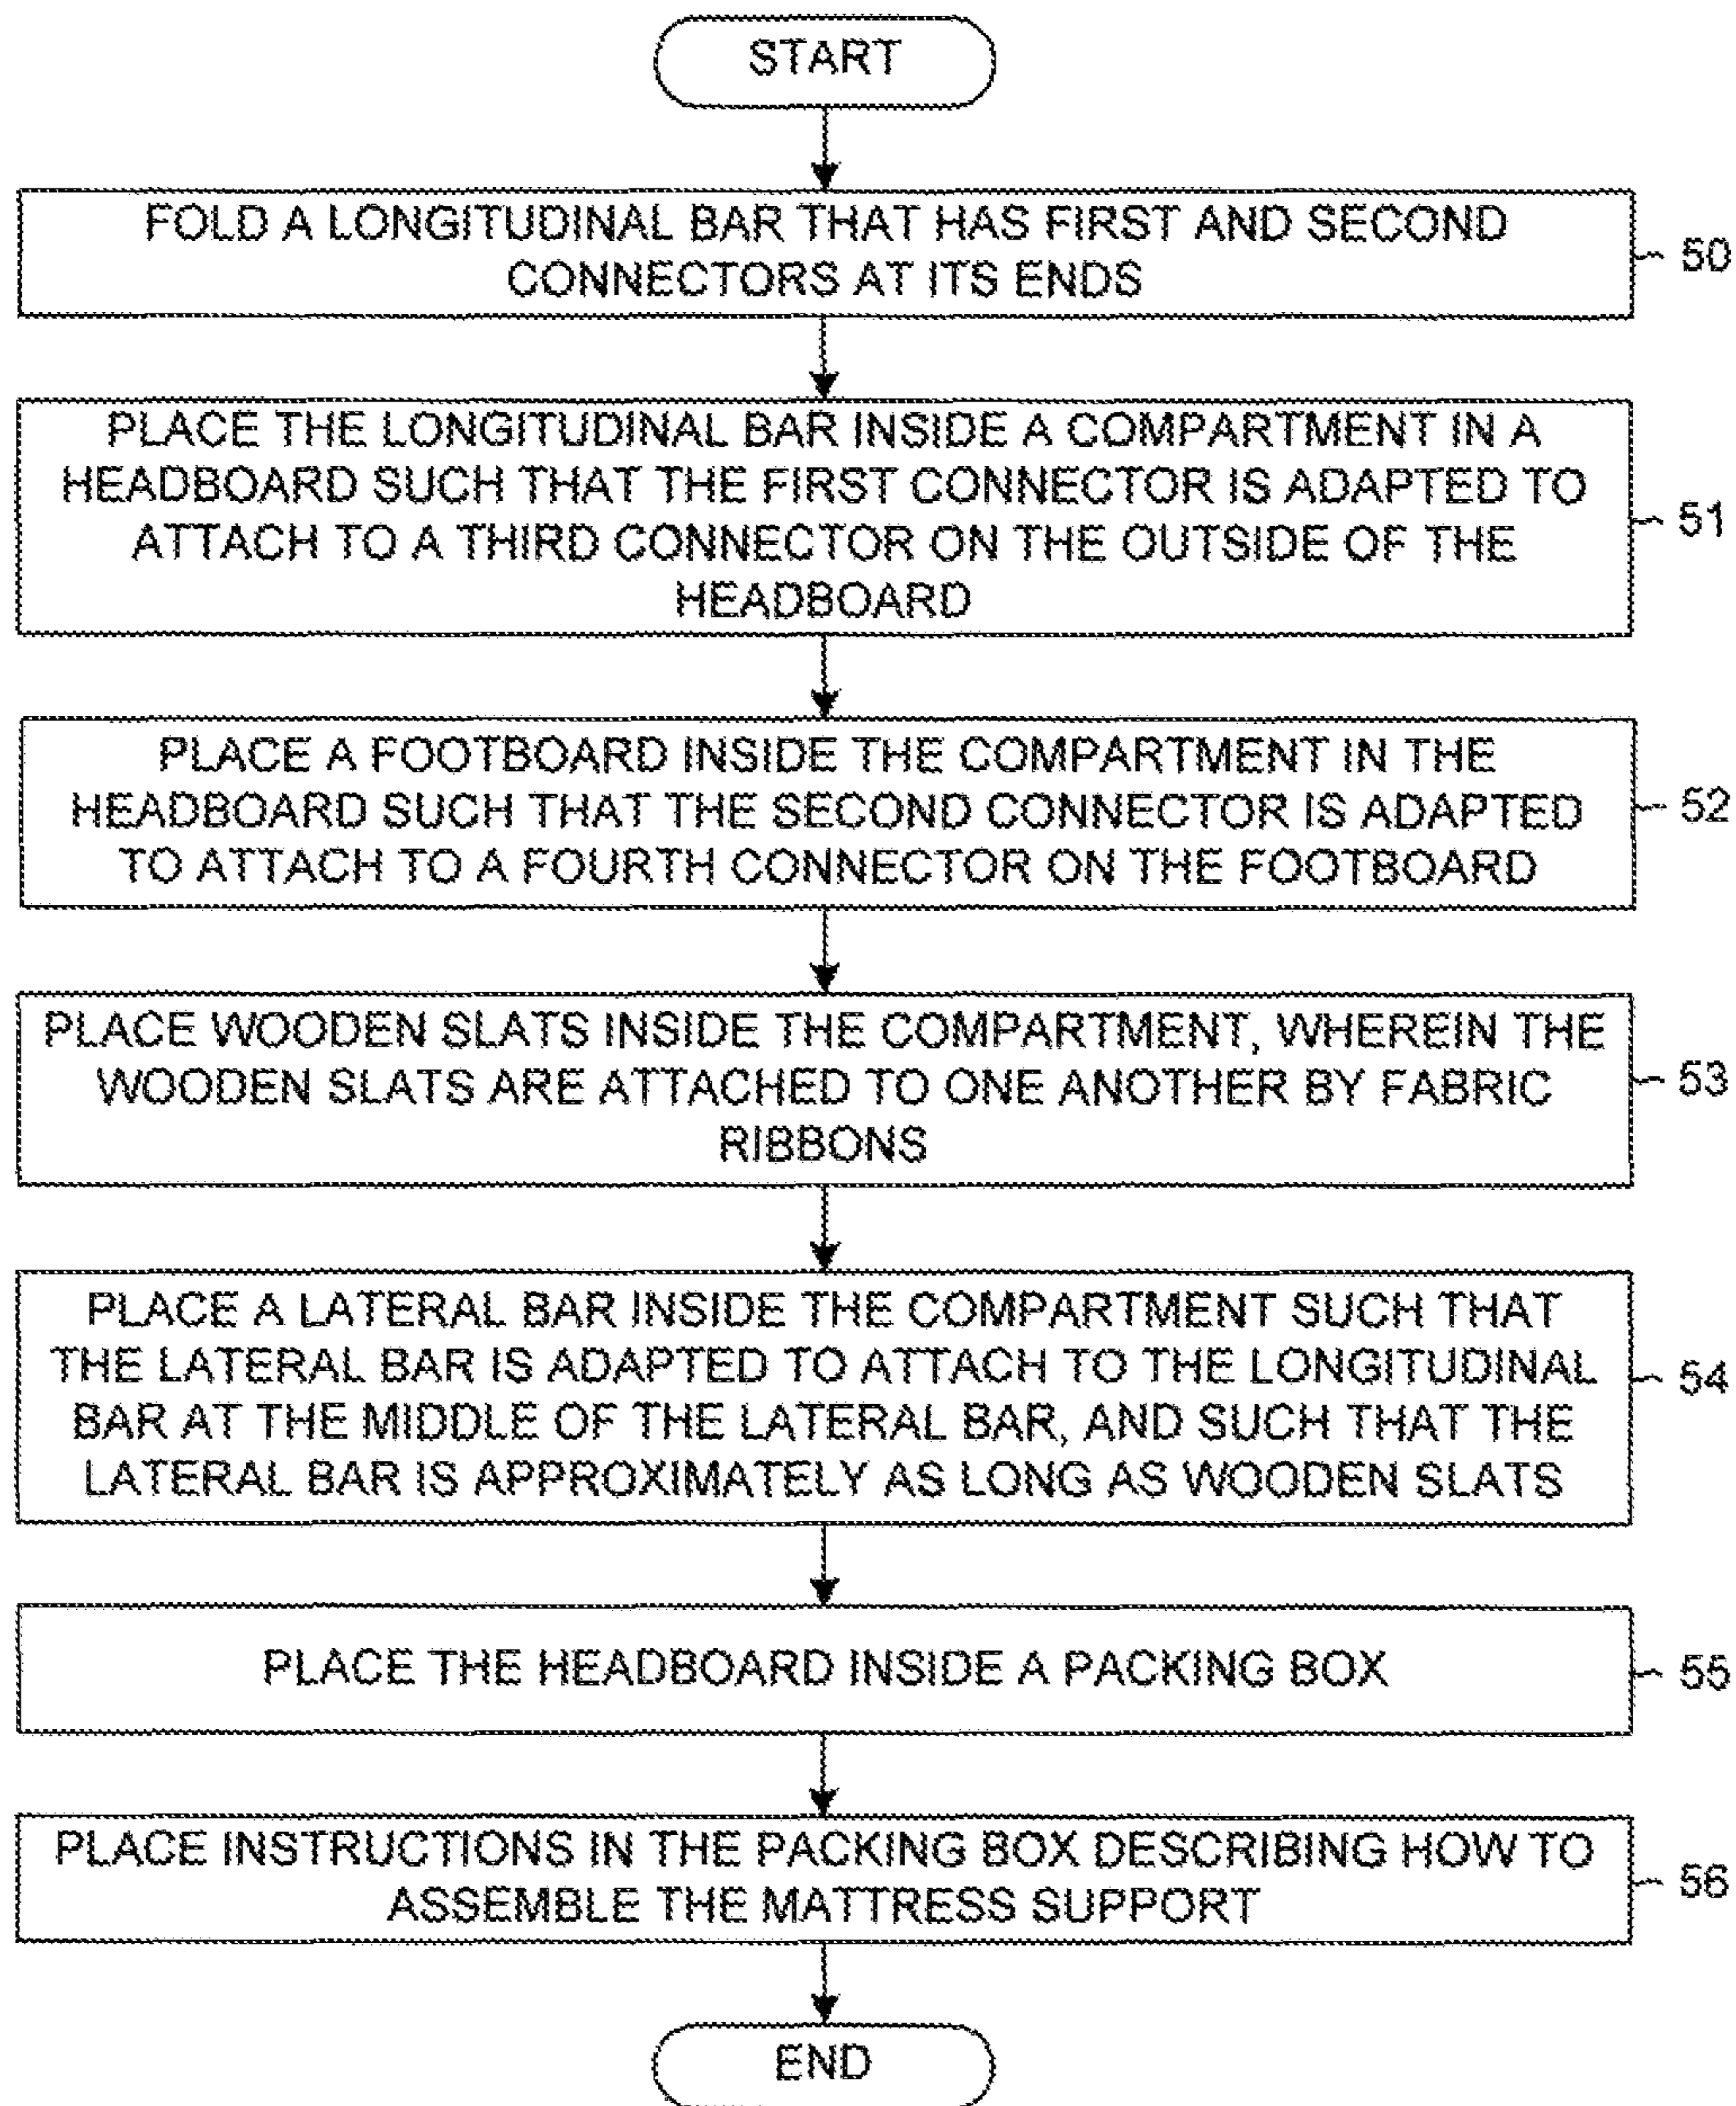 START
FOLD A LONGITUDINAL BAR THAT HAS FIRST AND SECOND
CONNECTORS AT ITS ENDS
50
PLACE THE LONGITUDINAL BAR INSIDE A COMPARTMENT IN A
HEADBOARD SUCH THAT THE FIRST CONNECTOR IS ADAPTED TO
ATTACH TO A THIRD CONNECTOR ON THE OUTSIDE OF THE
HEADBOARD
51
PLACE A FOOTBOARD INSIDE THE COMPARTMENT IN THE
HEADBOARD SUCH THAT THE SECOND CONNECTOR IS ADAPTED
TO ATTACH TO A FOURTH CONNECTOR ON THE FOOTBOARD
52
PLACE WOODEN SLATS INSIDE THE COMPARTMENT, WHEREIN THE
WOODEN SLATS ARE ATTACHED TO ONE ANOTHER BY FABRIC
RIBBONS
53
PLACE A LATERAL BAR INSIDE THE COMPARTMENT SUCH THAT
THE LATERAL BAR IS ADAPTED TO ATTACH TO THE LONGITUDINAL
BAR AT THE MIDDLE OF THE LATERAL BAR, AND SUCH THAT THE
LATERAL BAR IS APPROXIMATELY AS LONG AS WOODEN SLATS
54
PLACE THE HEADBOARD INSIDE A PACKING BOX
55
PLACE INSTRUCTIONS IN THE PACKING BOX DESCRIBING HOW TO
ASSEMBLE THE MATTRESS SUPPORT
56
END